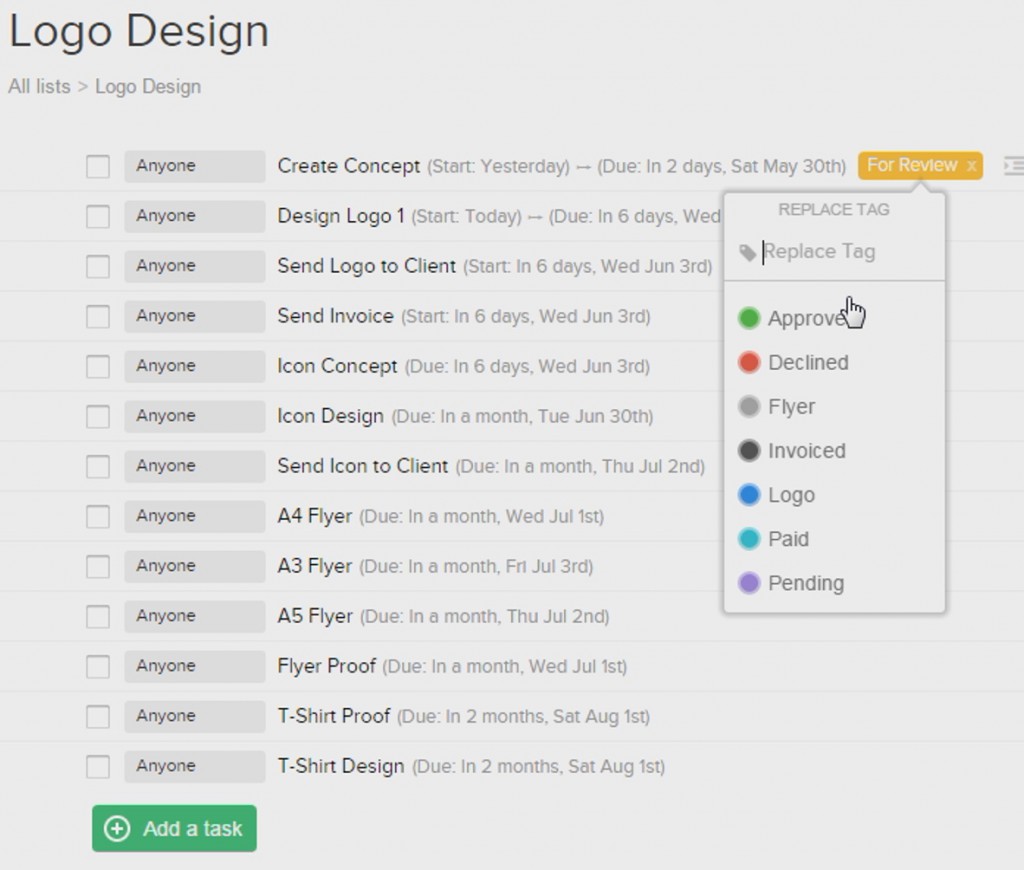 Logo Design
All lists > Logo Design
Anyone Create Concept (Start: Yesterday) → (Due: In 2 days, Sat May 30th) For Review x
Anyone Design Logo 1 (Start: Today) → (Due: In 6 days, Wed
Anyone Send Logo to Client (Start: In 6 days, Wed Jun 3rd)
Anyone Send Invoice (Start: In 6 days, Wed Jun 3rd)
Anyone Icon Concept (Due: In 6 days, Wed Jun 3rd)
Anyone Icon Design (Due: In a month, Tue Jun 30th)
Anyone Send Icon to Client (Due: In a month, Thu Jul 2nd)
Anyone A4 Flyer (Due: In a month, Wed Jul 1st)
Anyone A3 Flyer (Due: In a month, Fri Jul 3rd)
Anyone A5 Flyer (Due: In a month, Thu Jul 2nd)
Anyone Flyer Proof (Due: In a month, Wed Jul 1st)
Anyone T-Shirt Proof (Due: In 2 months, Sat Aug 1st)
Anyone T-Shirt Design (Due: In 2 months, Sat Aug 1st)
Add a task
REPLACE TAG
Replace Tag
Approve
Declined
Flyer
Invoiced
Logo
Paid
Pending